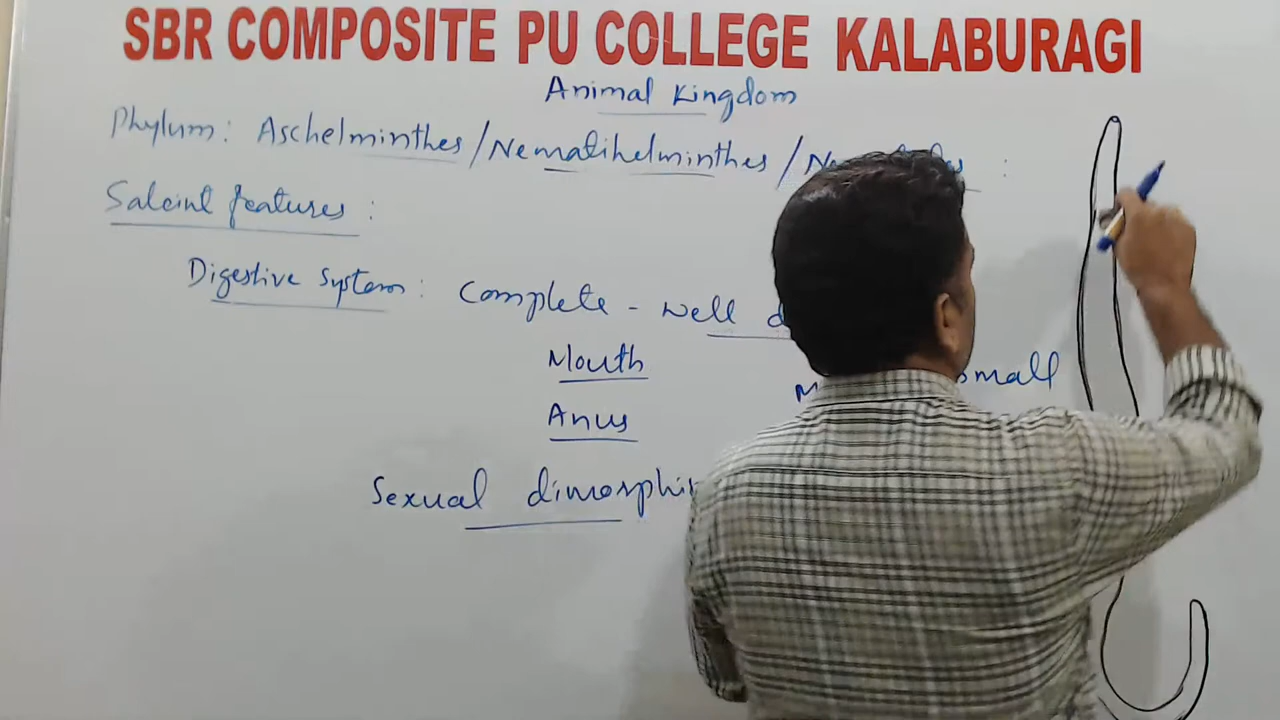 SBR COMPOSITE PU COLLEGE KALABURAGI
Animal Kingdom
Phylum: Aschelminthes/Nematihelminthes/ :
Saleint features:
Digestive System: Complete - well
Mouth small
Anus
Sexual